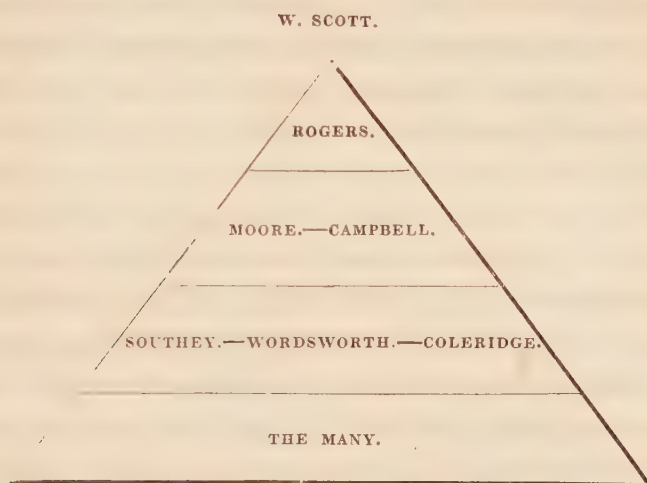 W. SCOTT.
ROGERS.
MOORE.—CAMPBELL.
SOUTHEY.—WORDSWORTH.—COLERIDGE.
THE MANY.